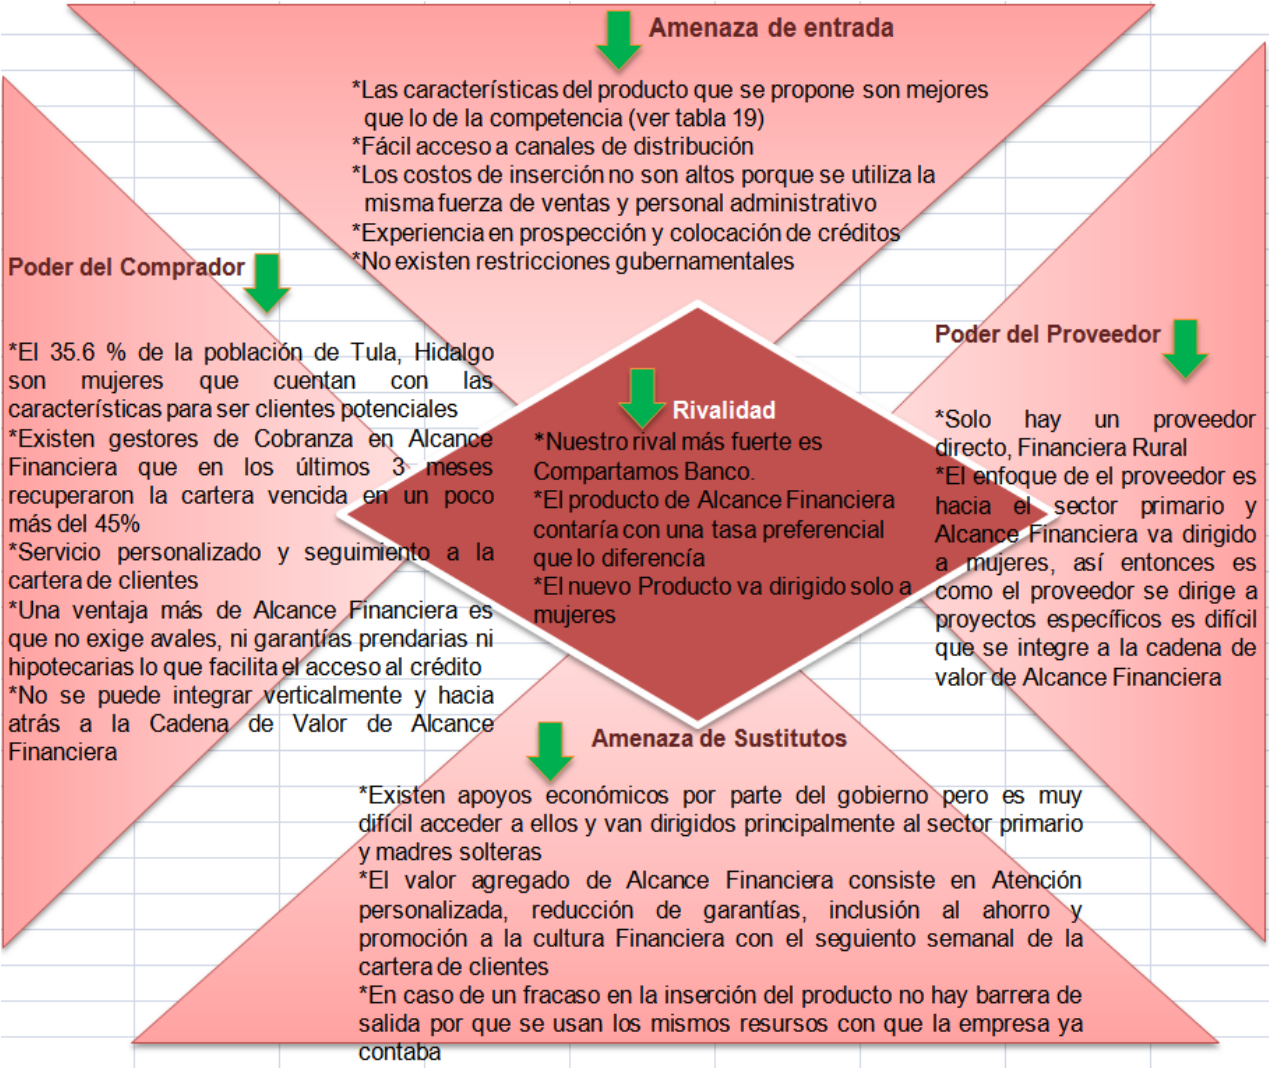 Amenaza de entrada
*Las características del producto que se propone son mejores
que lo de la competencia (ver tabla 19)
*Fácil acceso a canales de distribución
*Los costos de inserción no son altos porque se utiliza la
misma fuerza de ventas y personal administrativo
*Experiencia en prospección y colocación de créditos
*No existen restricciones gubernamentales
Poder del Comprador
*El 35.6 % de la población de Tula, Hidalgo
son mujeres que cuentan con las
características para ser clientes potenciales
*Existen gestores de Cobranza en Alcance
Financiera que en los últimos 3 meses
recuperaron la cartera vencida en un poco
más del 45%
*Servicio personalizado y seguimiento a la
cartera de clientes
*Una ventaja más de Alcance Financiera es
que no exige avales, ni garantías prendarias ni
hipotecarias lo que facilita el acceso al crédito
*No se puede integrar verticalmente y hacia
atrás a la Cadena de Valor de Alcance
Financiera
Rivalidad
*Nuestro rival más fuerte es
Compartamos Banco.
*El producto de Alcance Financiera
contaría con una tasa preferencial
que lo diferencía
*El nuevo Producto va dirigido solo a
mujeres
Poder del Proveedor
*Solo hay un proveedor
directo, Financiera Rural
*El enfoque de el proveedor es
hacia el sector primario y
Alcance Financiera va dirigido
a mujeres, así entonces es
como el proveedor se dirige a
proyectos específicos es difícil
que se integre a la cadena de
valor de Alcance Financiera
Amenaza de Sustitutos
*Existen apoyos económicos por parte del gobierno pero es muy
difícil acceder a ellos y van dirigidos principalmente al sector primario
y madres solteras
*El valor agregado de Alcance Financiera consiste en Atención
personalizada, reducción de garantías, inclusión al ahorro y
promoción a la cultura Financiera con el seguiento semanal de la
cartera de clientes
*En caso de un fracaso en la inserción del producto no hay barrera de
salida por que se usan los mismos resursos con que la empresa ya
contaba